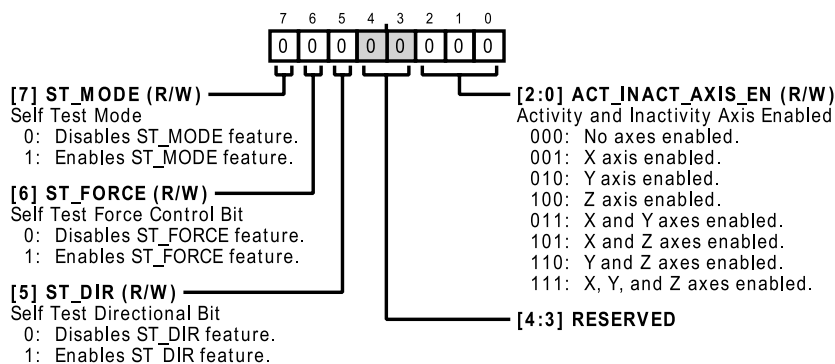 7 6 5 4 3 2 1 0
0 0 0 0 0 0 0 0
[7] ST_MODE (R/W)
Self Test Mode
0: Disables ST_MODE feature.
1: Enables ST_MODE feature.
[6] ST_FORCE (R/W)
Self Test Force Control Bit
0: Disables ST_FORCE feature.
1: Enables ST_FORCE feature.
[5] ST_DIR (R/W)
Self Test Directional Bit
0: Disables ST_DIR feature.
1: Enables ST_DIR feature.
[2:0] ACT_INACT_AXIS_EN (R/W)
Activity and Inactivity Axis Enabled
000: No axes enabled.
001: X axis enabled.
010: Y axis enabled.
100: Z axis enabled.
011: X and Y axes enabled.
101: X and Z axes enabled.
110: Y and Z axes enabled.
111: X, Y, and Z axes enabled.
[4:3] RESERVED